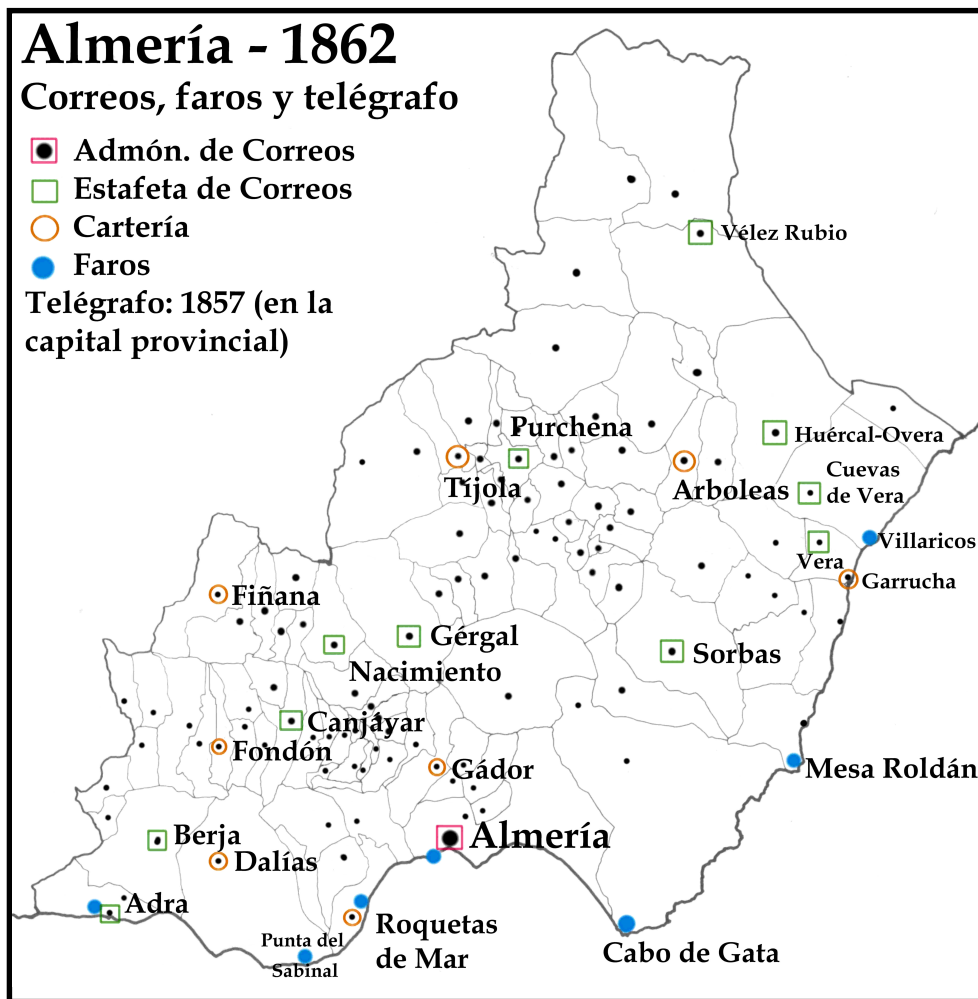 Almería - 1862
Correos, faros y telégrafo
Admón. de Correos
Estafeta de Correos
Cartería
Faros
Telégrafo: 1857 (en la
capital provincial)
Vélez Rubio
Purchena
Huércal-Overa
Tíjola
Arboleas
Cuevas
de Vera
Villaricos
Vera
Garrucha
Fiñana
Gérgal
Sorbas
Nacimiento
Canjáyar
Fondón
Gádor
Mesa Roldán
Berja
Almería
Dalías
Adra
Roquetas
de Mar
Punta del
Sabinal
Cabo de Gata